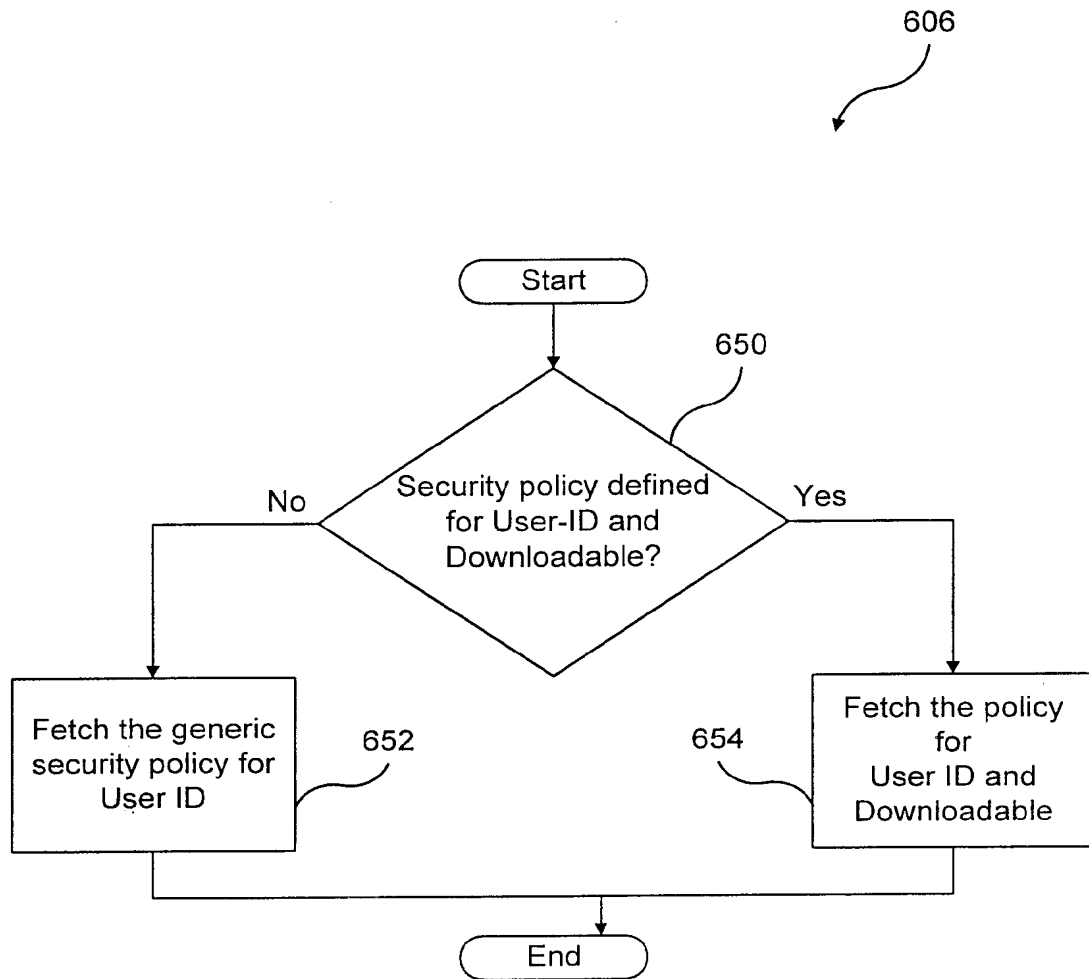 606
Start
650
Security policy defined
for User-ID and
Downloadable?
No
Yes
Fetch the generic
security policy for
User ID
652
654
Fetch the policy
for
User ID and
Downloadable
End